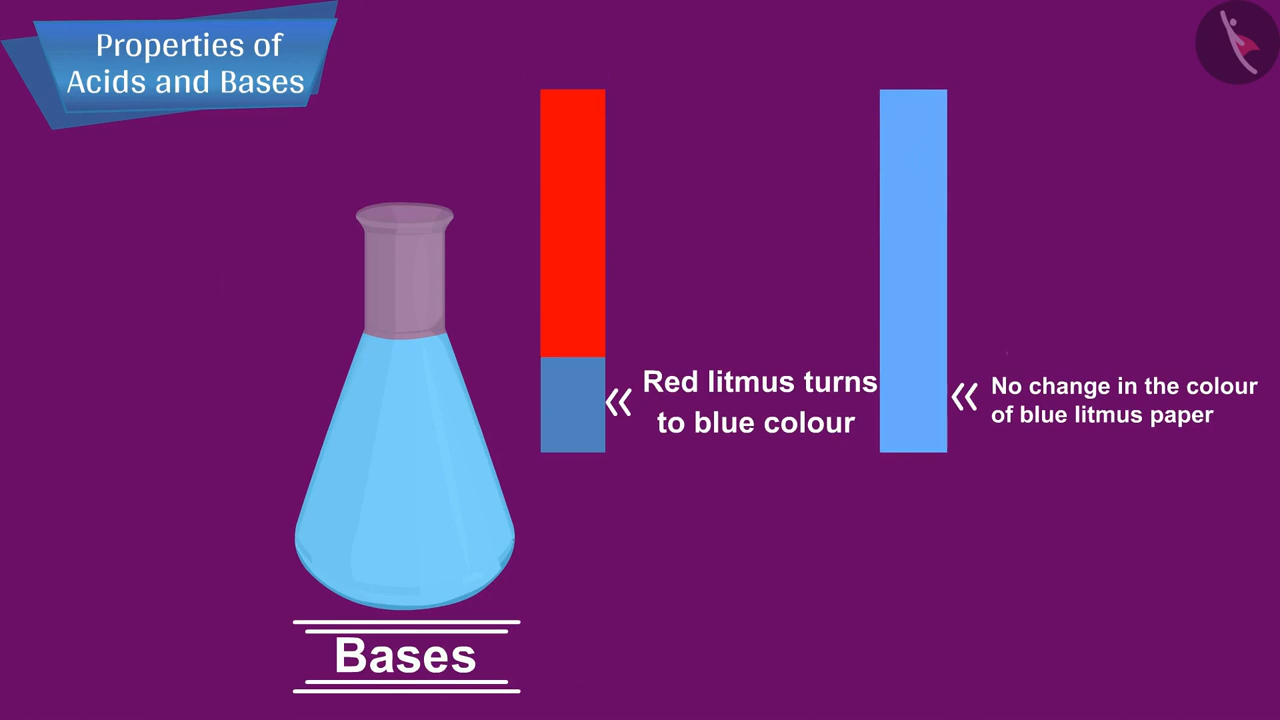 Properties of
Acids and Bases
Red litmus turns
to blue colour
No change in the colour
of blue litmus paper
Bases